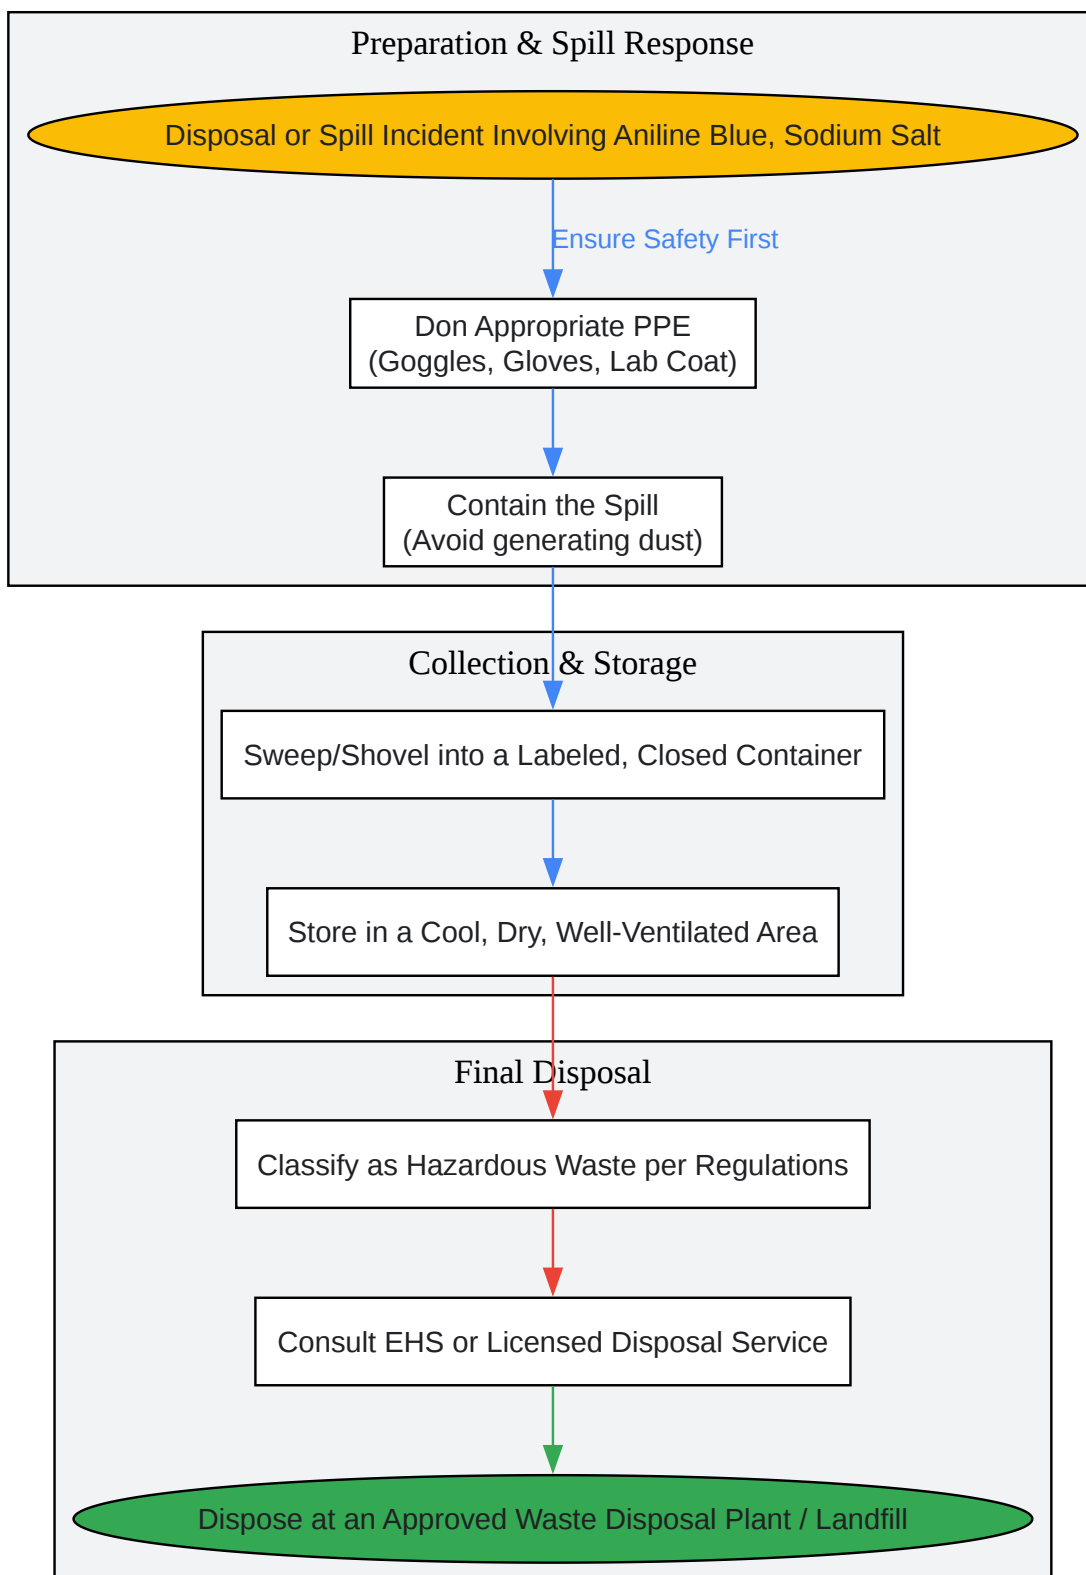 Preparation & Spill Response
Disposal or Spill Incident Involving Aniline Blue, Sodium Salt
Ensure Safety First
Don Appropriate PPE
(Goggles, Gloves, Lab Coat)
Contain the Spill
(Avoid generating dust)
Collection & Storage
Sweep/Shovel into a Labeled, Closed Container
Store in a Cool, Dry, Well-Ventilated Area
Final Disposal
Classify as Hazardous Waste per Regulations
Consult EHS or Licensed Disposal Service
Dispose at an Approved Waste Disposal Plant / Landfill